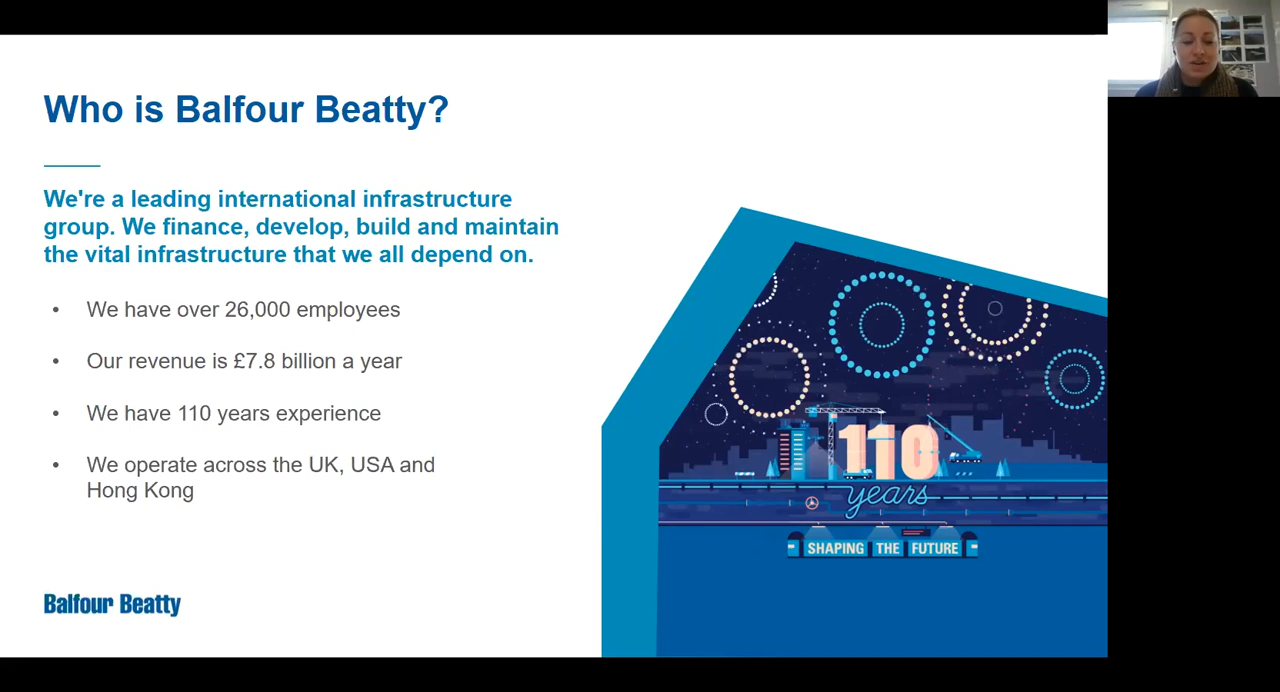 Who is Balfour Beatty?
We're a leading international infrastructure
group. We finance, develop, build and maintain
the vital infrastructure that we all depend on.
• We have over 26,000 employees
• Our revenue is £7.8 billion a year
• We have 110 years experience
• We operate across the UK, USA and
Hong Kong
110
years
SHAPING THE FUTURE
Balfour Beatty